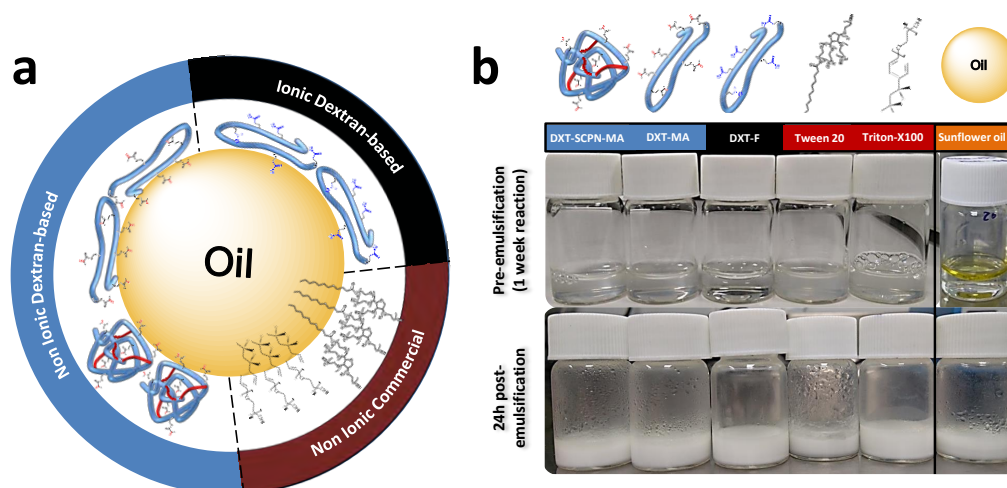 a
Ionic Dextran-based
Non Ionic Dextran-based
Oil
Non Ionic Commercial
b
Oil
DXT-SCPN-MA
DXT-MA
DXT-F
Tween 20
Triton-X100
Sunflower oil
Pre-emulsification
(1 week reaction)
24h post-
emulsification